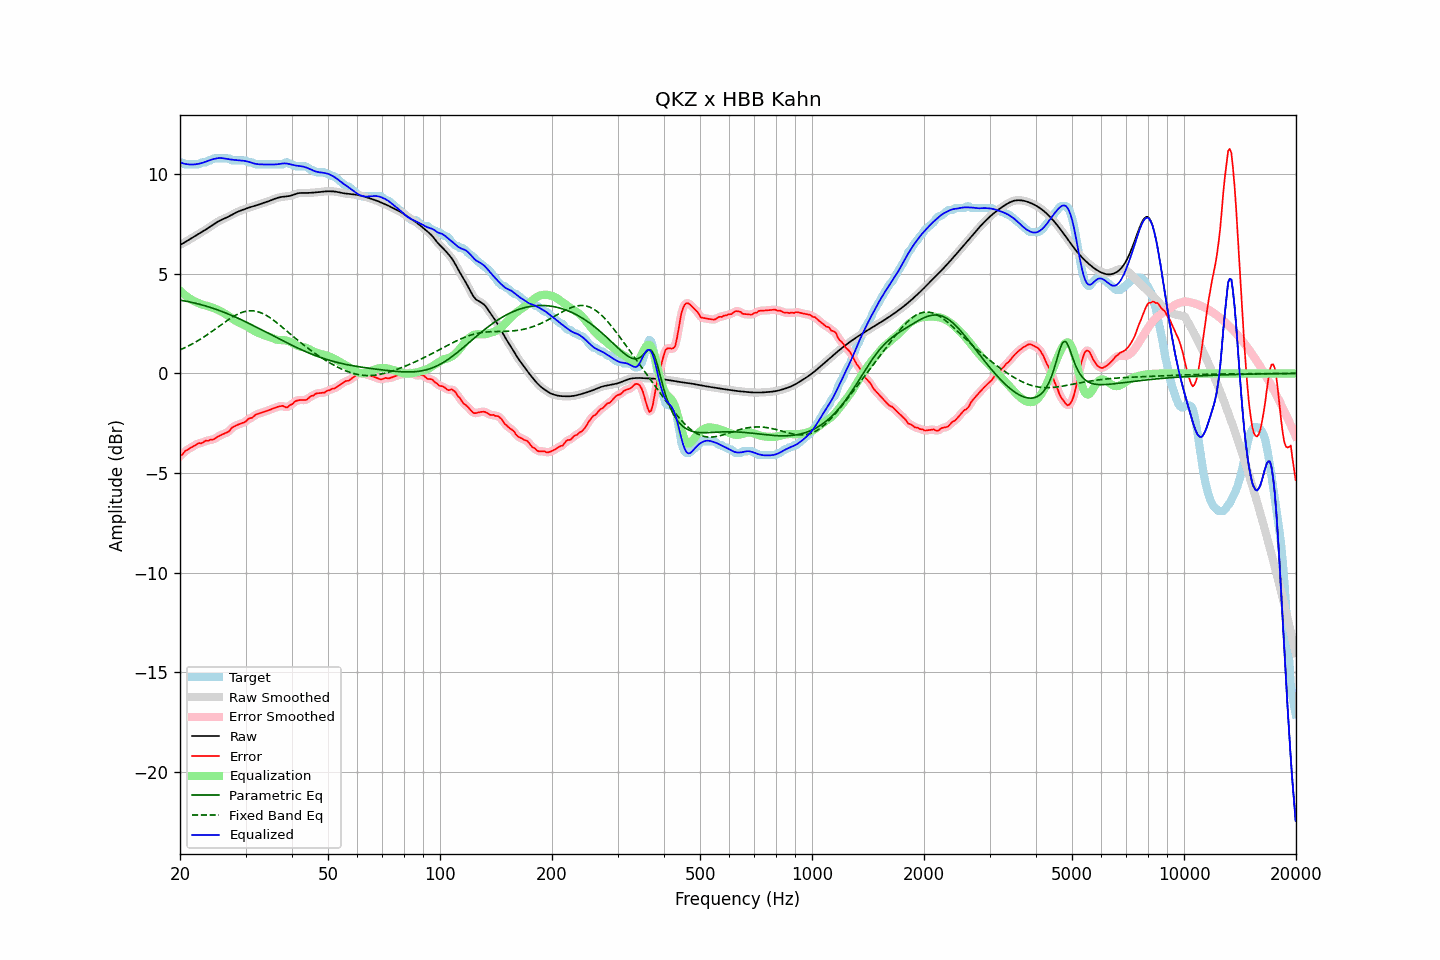 QKZ x HBB Kahn
10
5
0
−5
−10
−15
−20
Amplitude (dBr)
Target
Raw Smoothed
Error Smoothed
Raw
Error
Equalization
Parametric Eq
Fixed Band Eq
Equalized
20 50 100 200 500 1000 2000 5000 10000 20000
Frequency (Hz)